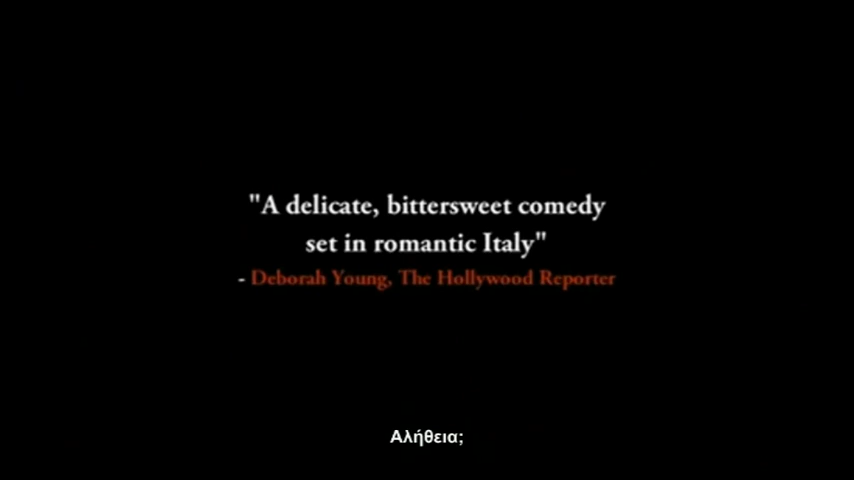 "A delicate, bittersweet comedy
set in romantic Italy"
- Deborah Young, The Hollywood Reporter
Αλήθεια;